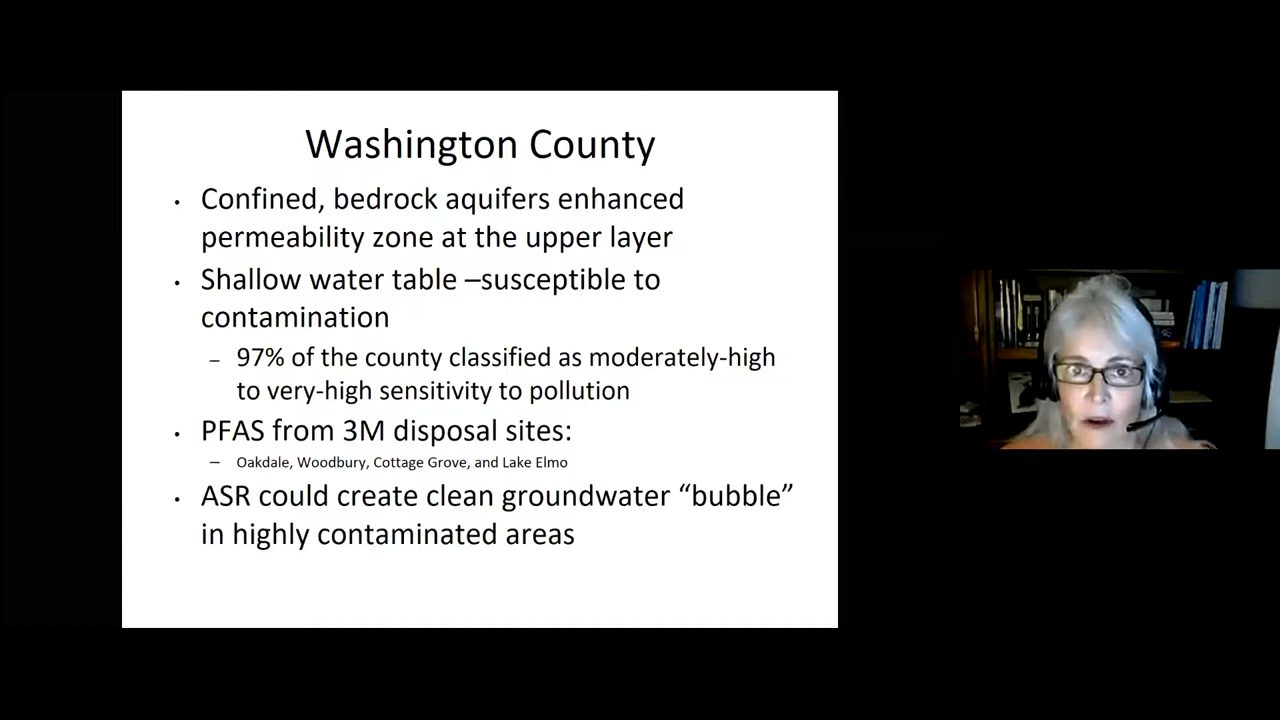 Washington County
• Confined, bedrock aquifers enhanced
permeability zone at the upper layer
• Shallow water table –susceptible to
contamination
– 97% of the county classified as moderately-high
to very-high sensitivity to pollution
• PFAS from 3M disposal sites:
– Oakdale, Woodbury, Cottage Grove, and Lake Elmo
• ASR could create clean groundwater “bubble”
in highly contaminated areas